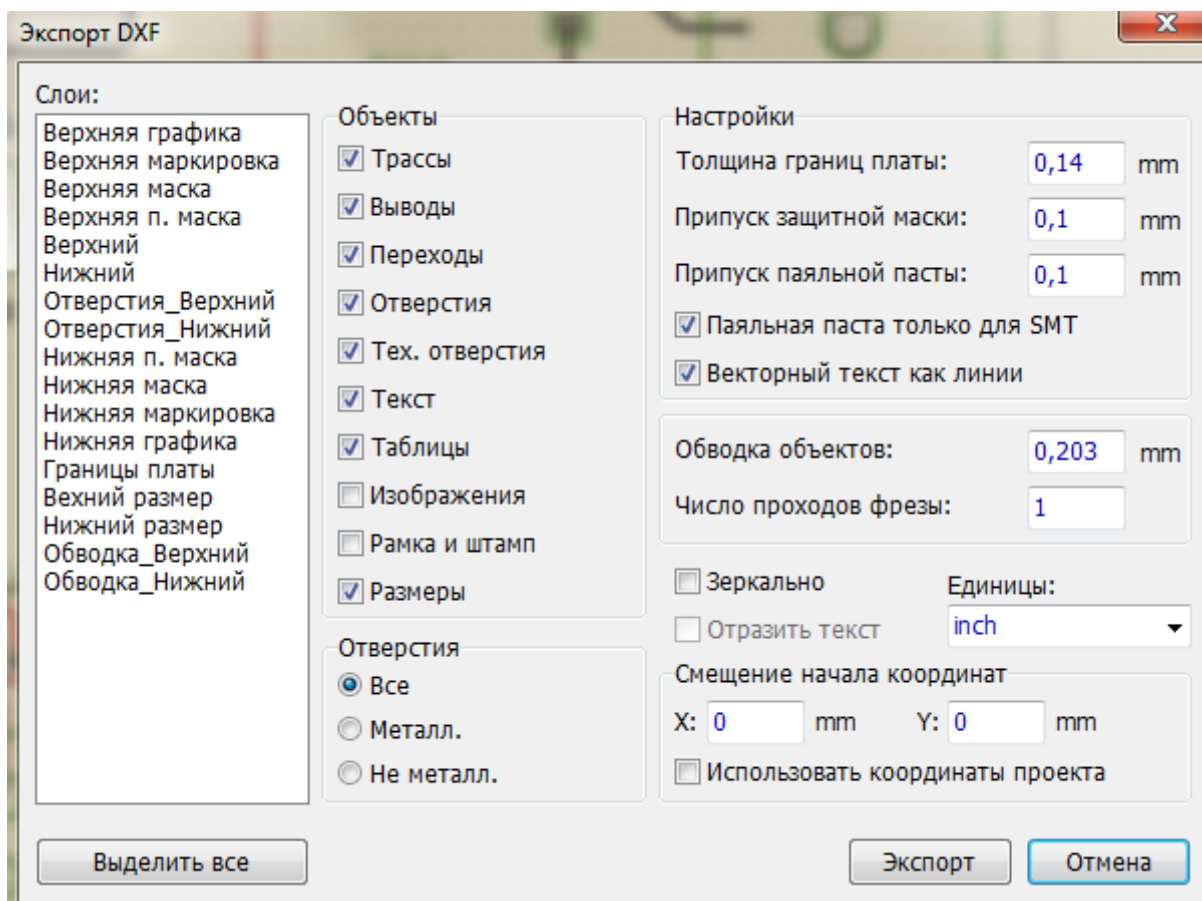 Экспорт DXF
Слои:
Верхняя графика
Верхняя маркировка
Верхняя маска
Верхняя п. маска
Верхний
Нижний
Отверстия_Верхний
Отверстия_Нижний
Нижняя п. маска
Нижняя маска
Нижняя маркировка
Нижняя графика
Границы платы
Вехний размер
Нижний размер
Обводка_Верхний
Обводка_Нижний
Выделить все
Объекты
Трассы
Выводы
Переходы
Отверстия
Тех. отверстия
Текст
Таблицы
Изображения
Рамка и штамп
Размеры
Отверстия
Все
Металл.
Не металл.
Настройки
Толщина границ платы: 0,14 mm
Припуск защитной маски: 0,1 mm
Припуск паяльной пасты: 0,1 mm
Паяльная паста только для SMT
Векторный текст как линии
Обводка объектов: 0,203 mm
Число проходов фрезы: 1
Зеркально
Отразить текст
Единицы:
inch
Смещение начала координат
X: 0 mm Y: 0 mm
Использовать координаты проекта
Экспорт Отмена